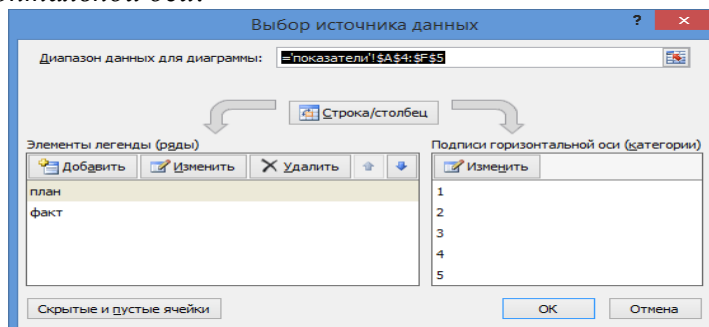 Выбор источника данных ? ×
Диапазон данных для диаграммы: ='показатели'!$A$4:$F$5
Строка/столбец
Элементы легенды (ряды)
Добавить Изменить Удалить
план
факт
Подписи горизонтальной оси (категории)
Изменить
1
2
3
4
5
Скрытые и пустые ячейки
ОК Отмена